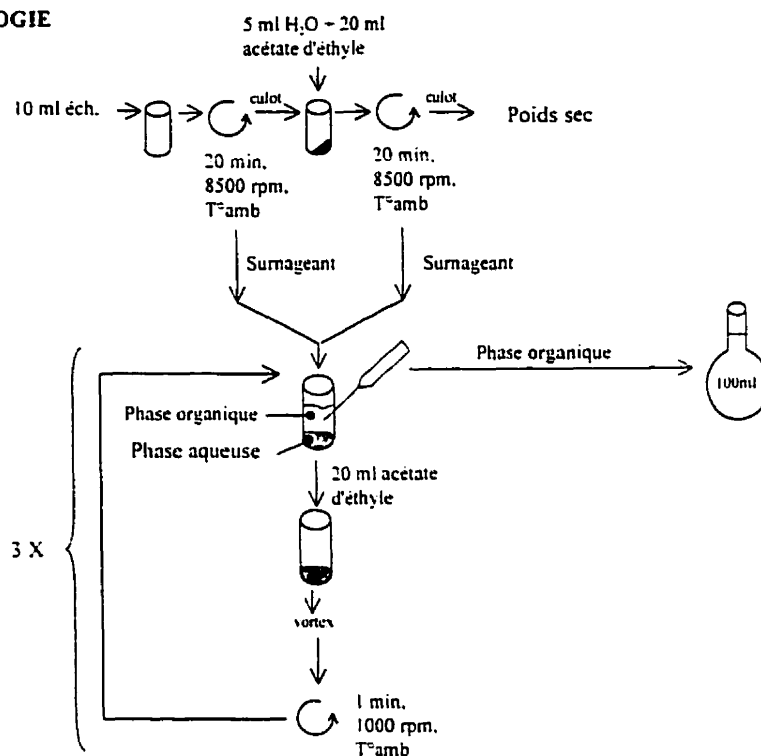 OGIE
5 ml H₂O - 20 ml
acétate d'éthyle
10 ml éch.
culot
culot
Poids sec
20 min,
8500 rpm,
T°amb
20 min,
8500 rpm,
T°amb
Surnageant
Surnageant
Phase organique
100ml
Phase organique
Phase aqueuse
20 ml acétate
d'éthyle
3 X
vortex
1 min,
1000 rpm,
T°amb